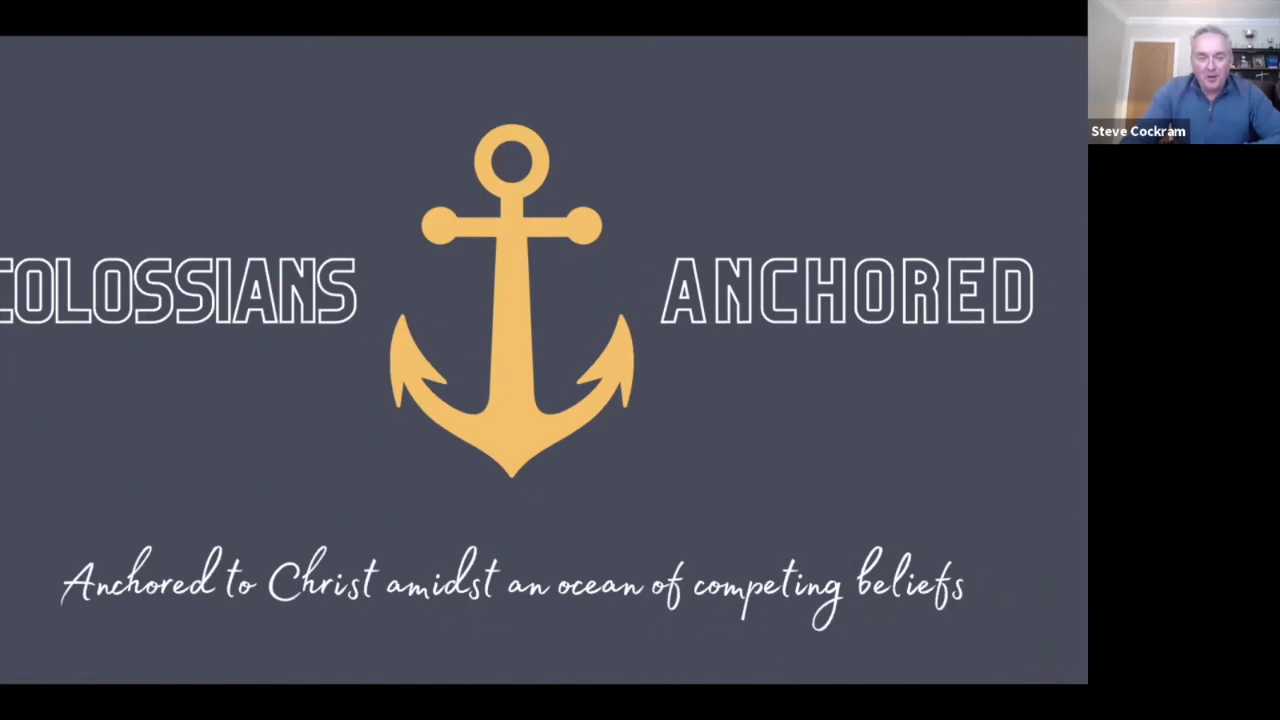 COLOSSIANS ANCHORED
Anchored to Christ amidst an ocean of competing beliefs
Steve Cockram